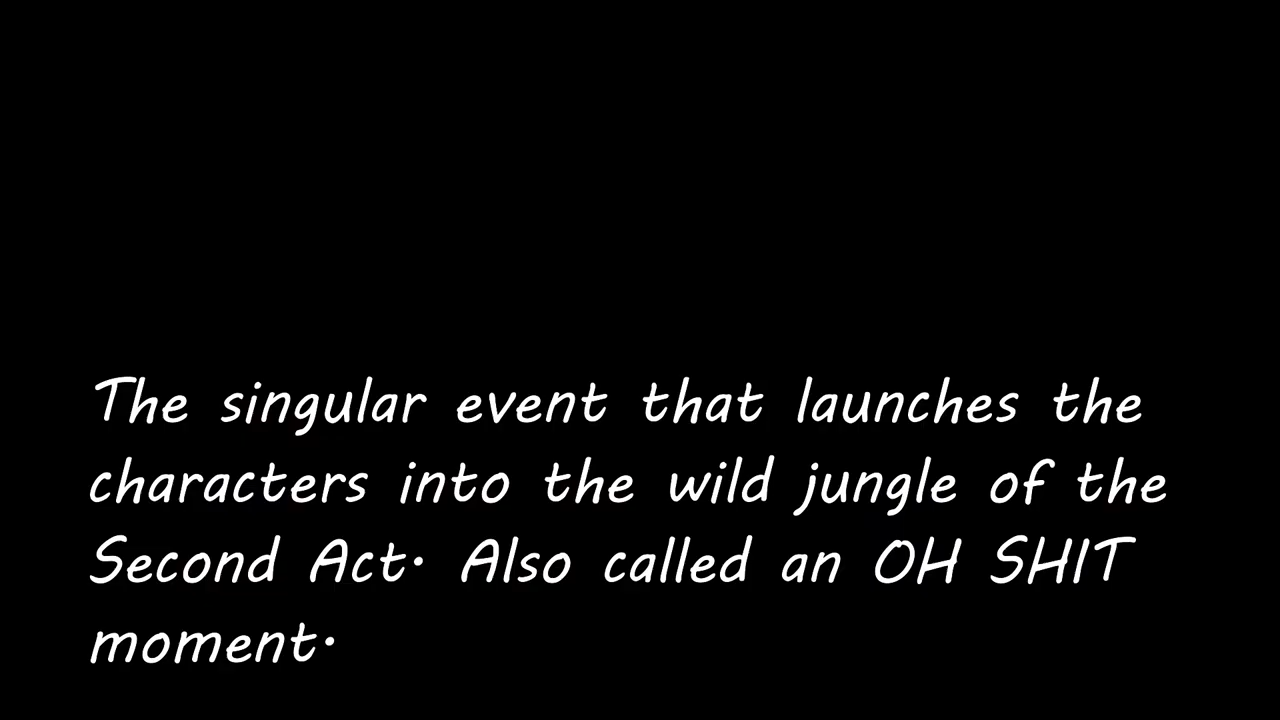 The singular event that launches the
characters into the wild jungle of the
Second Act. Also called an OH SHIT
moment.